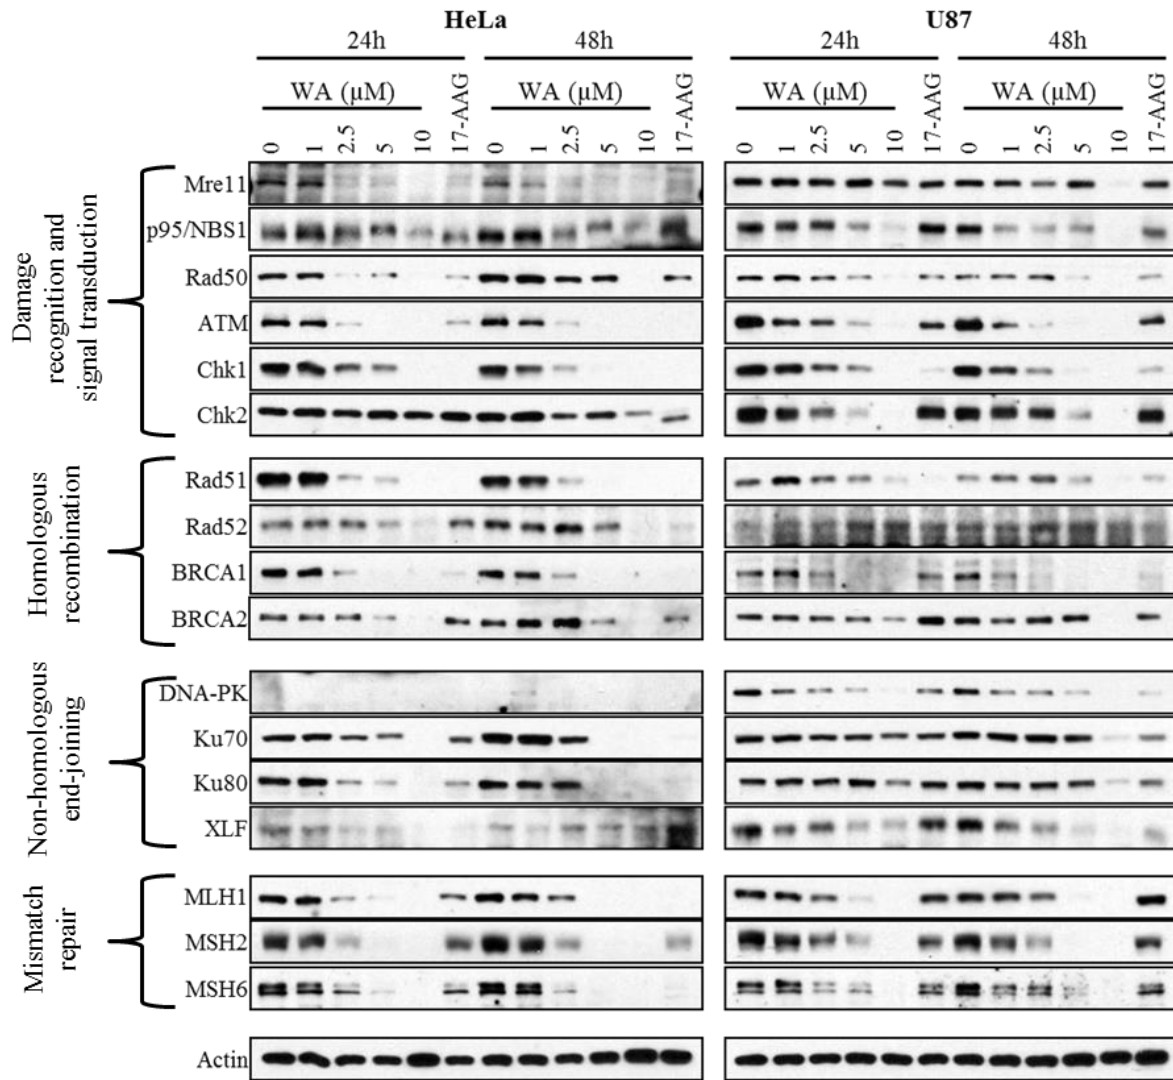 HeLa U87
24h 48h 24h 48h
WA (µM) 17-AAG WA (µM) 17-AAG WA (µM) 17-AAG WA (µM) 17-AAG
0 1 2.5 5 10 0 1 2.5 5 10 0 1 2.5 5 10 0 1 2.5 5 10
Damage
recognition and
signal transduction
Mre11
p95/NBS1
Rad50
ATM
Chk1
Chk2
Homologous
recombination
Rad51
Rad52
BRCA1
BRCA2
Non-homologous
end-joining
DNA-PK
Ku70
Ku80
XLF
Mismatch
repair
MLH1
MSH2
MSH6
Actin